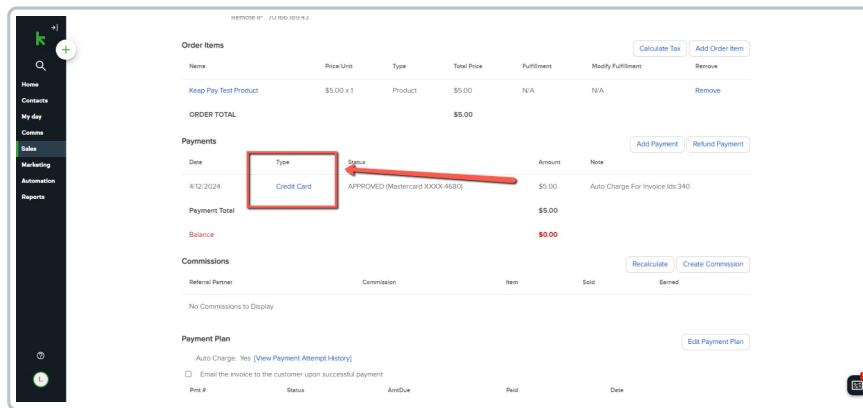 Remote IP 70.166.189.43
Order Items
Calculate Tax
Add Order Item
Name Price/Unit Type Total Price Fulfillment Modify Fulfillment Remove
Keap Pay Test Product $5.00 x 1 Product $5.00 N/A N/A Remove
ORDER TOTAL $5.00
Payments
Add Payment
Refund Payment
Date Type Status Amount Note
4/12/2024 Credit Card APPROVED (Mastercard XXXX-4680) $5.00 Auto Charge For Invoice Ids:340
Payment Total $5.00
Balance $0.00
Commissions
Recalculate
Create Commission
Referral Partner Commission Item Sold Earned
No Commissions to Display
Payment Plan
Edit Payment Plan
Auto Charge: Yes [View Payment Attempt History]
Email the invoice to the customer upon successful payment
Pmt # Status AmtDue Paid Date
Home
Contacts
My day
Comms
Sales
Marketing
Automation
Reports
L